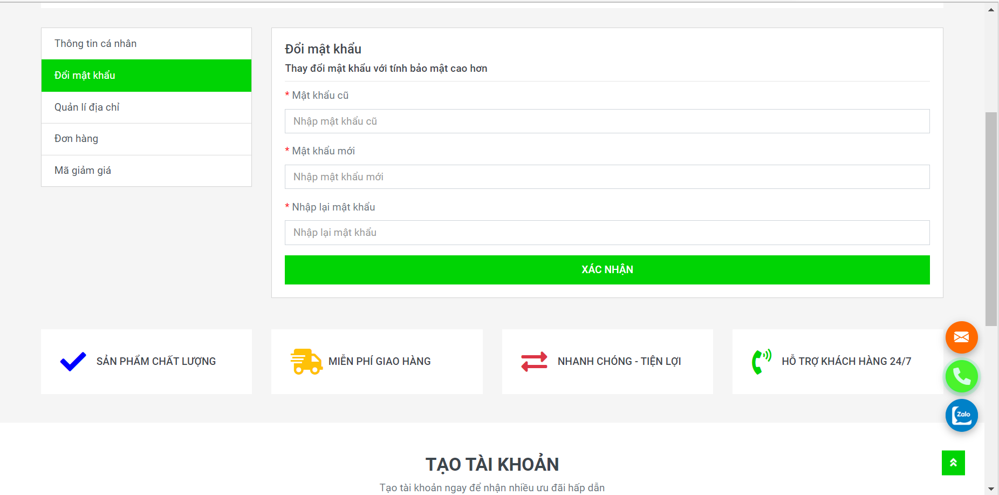 Thông tin cá nhân
Đổi mật khẩu
Quản lí địa chỉ
Đơn hàng
Mã giảm giá
Đổi mật khẩu
Thay đổi mật khẩu với tính bảo mật cao hơn
* Mật khẩu cũ
Nhập mật khẩu cũ
* Mật khẩu mới
Nhập mật khẩu mới
* Nhập lại mật khẩu
Nhập lại mật khẩu
XÁC NHẬN
SẢN PHẨM CHẤT LƯỢNG
MIỄN PHÍ GIAO HÀNG
NHANH CHÓNG - TIỆN LỢI
HỖ TRỢ KHÁCH HÀNG 24/7
Zalo
TẠO TÀI KHOẢN
Tạo tài khoản ngay để nhận nhiều ưu đãi hấp dẫn